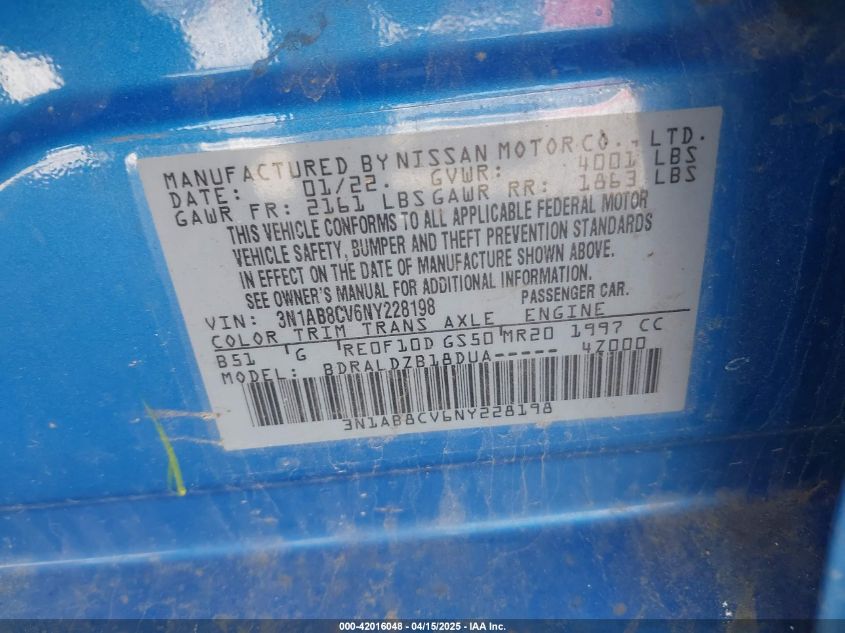 MANUFACTURED BY NISSAN MOTOR CO., LTD.
DATE: 01/22. GVWR: 4001 LBS
GAWR FR: 2161 LBS GAWR RR: 1863 LBS
THIS VEHICLE CONFORMS TO ALL APPLICABLE FEDERAL MOTOR
VEHICLE SAFETY, BUMPER AND THEFT PREVENTION STANDARDS
IN EFFECT ON THE DATE OF MANUFACTURE SHOWN ABOVE.
SEE OWNER'S MANUAL FOR ADDITIONAL INFORMATION.
VIN: 3N1AB8CV6NY228198 PASSENGER CAR.
COLOR TRIM TRANS AXLE ENGINE
B51 G RE0F10D GS50 MR20 1997 CC
MODEL: BDRALDZB18DUA----- 4Z000
3N1AB8CV6NY228198
000-42016048 - 04/15/2025 - IAA Inc.